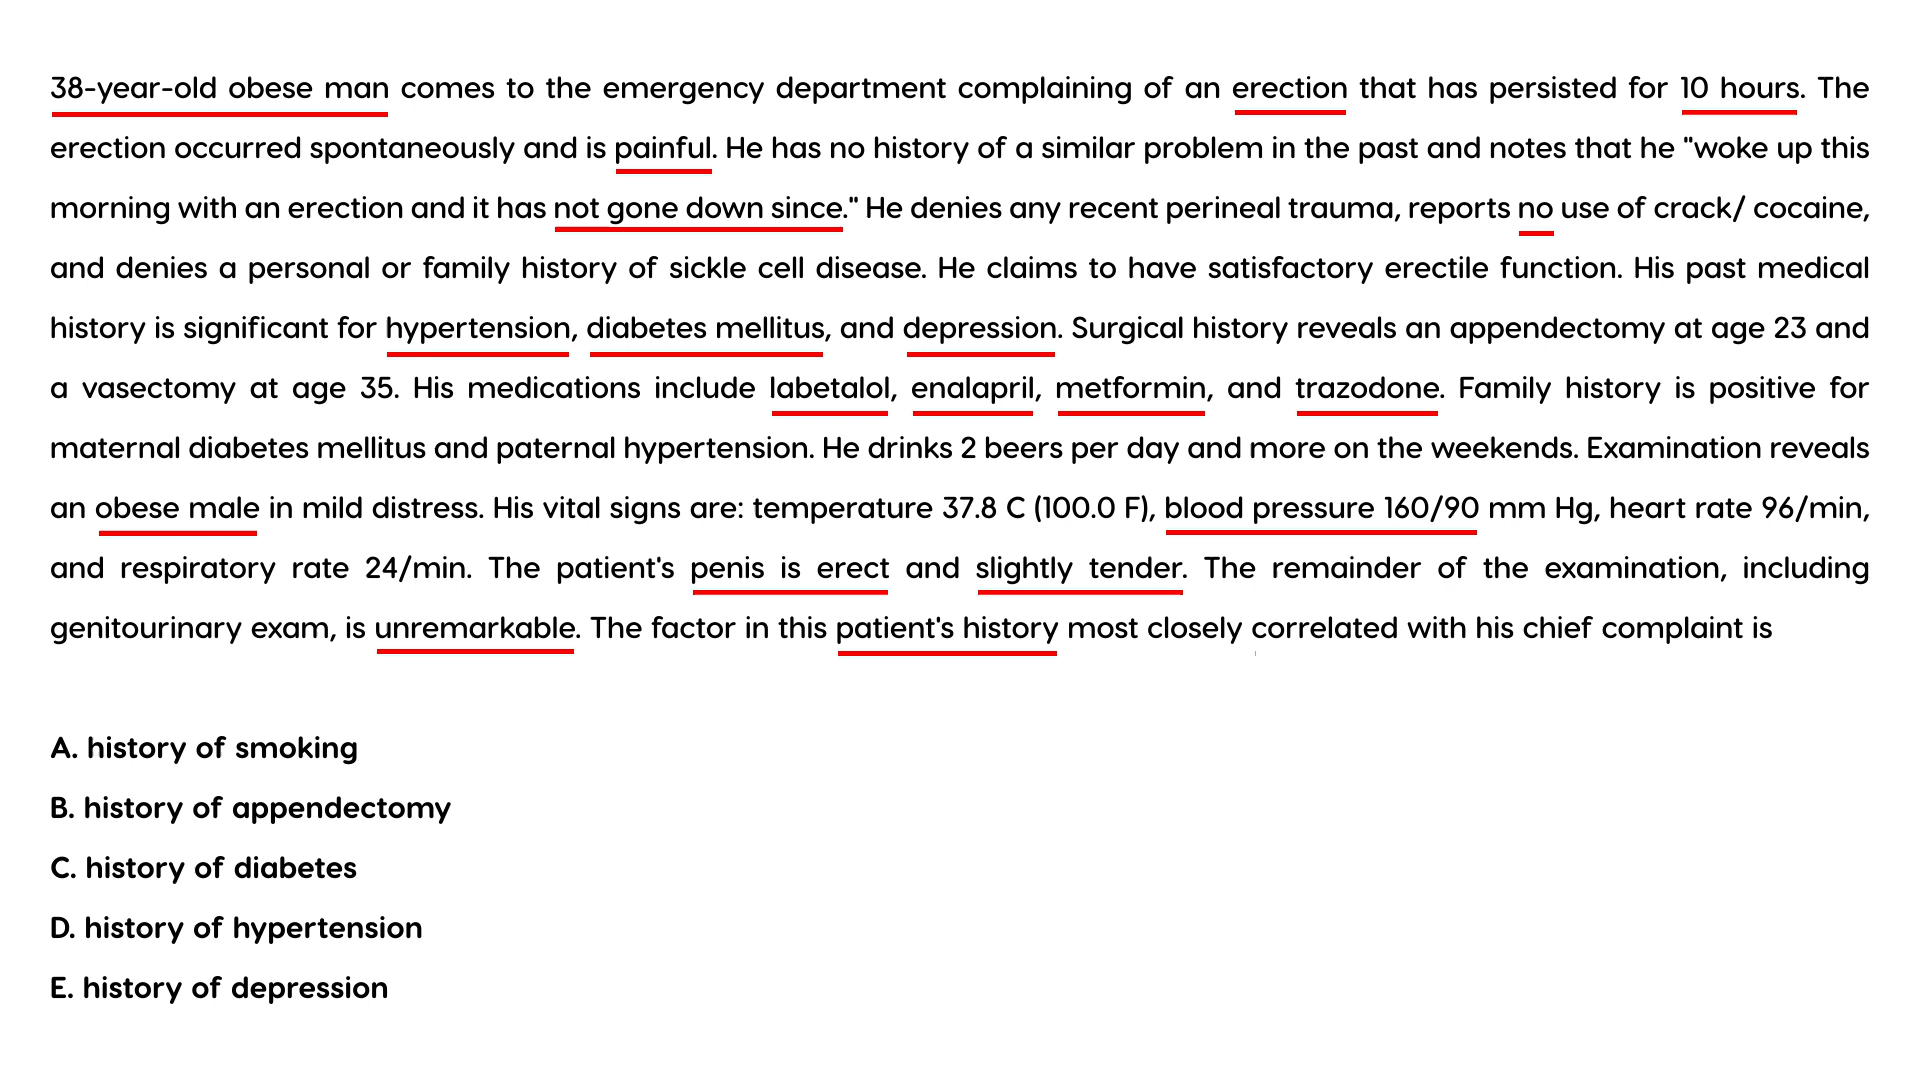 38-year-old obese man comes to the emergency department complaining of an erection that has persisted for 10 hours. The
erection occurred spontaneously and is painful. He has no history of a similar problem in the past and notes that he "woke up this
morning with an erection and it has not gone down since." He denies any recent perineal trauma, reports no use of crack/ cocaine,
and denies a personal or family history of sickle cell disease. He claims to have satisfactory erectile function. His past medical
history is significant for hypertension, diabetes mellitus, and depression. Surgical history reveals an appendectomy at age 23 and
a vasectomy at age 35. His medications include labetalol, enalapril, metformin, and trazodone. Family history is positive for
maternal diabetes mellitus and paternal hypertension. He drinks 2 beers per day and more on the weekends. Examination reveals
an obese male in mild distress. His vital signs are: temperature 37.8 C (100.0 F), blood pressure 160/90 mm Hg, heart rate 96/min,
and respiratory rate 24/min. The patient's penis is erect and slightly tender. The remainder of the examination, including
genitourinary exam, is unremarkable. The factor in this patient's history most closely correlated with his chief complaint is
A. history of smoking
B. history of appendectomy
C. history of diabetes
D. history of hypertension
E. history of depression